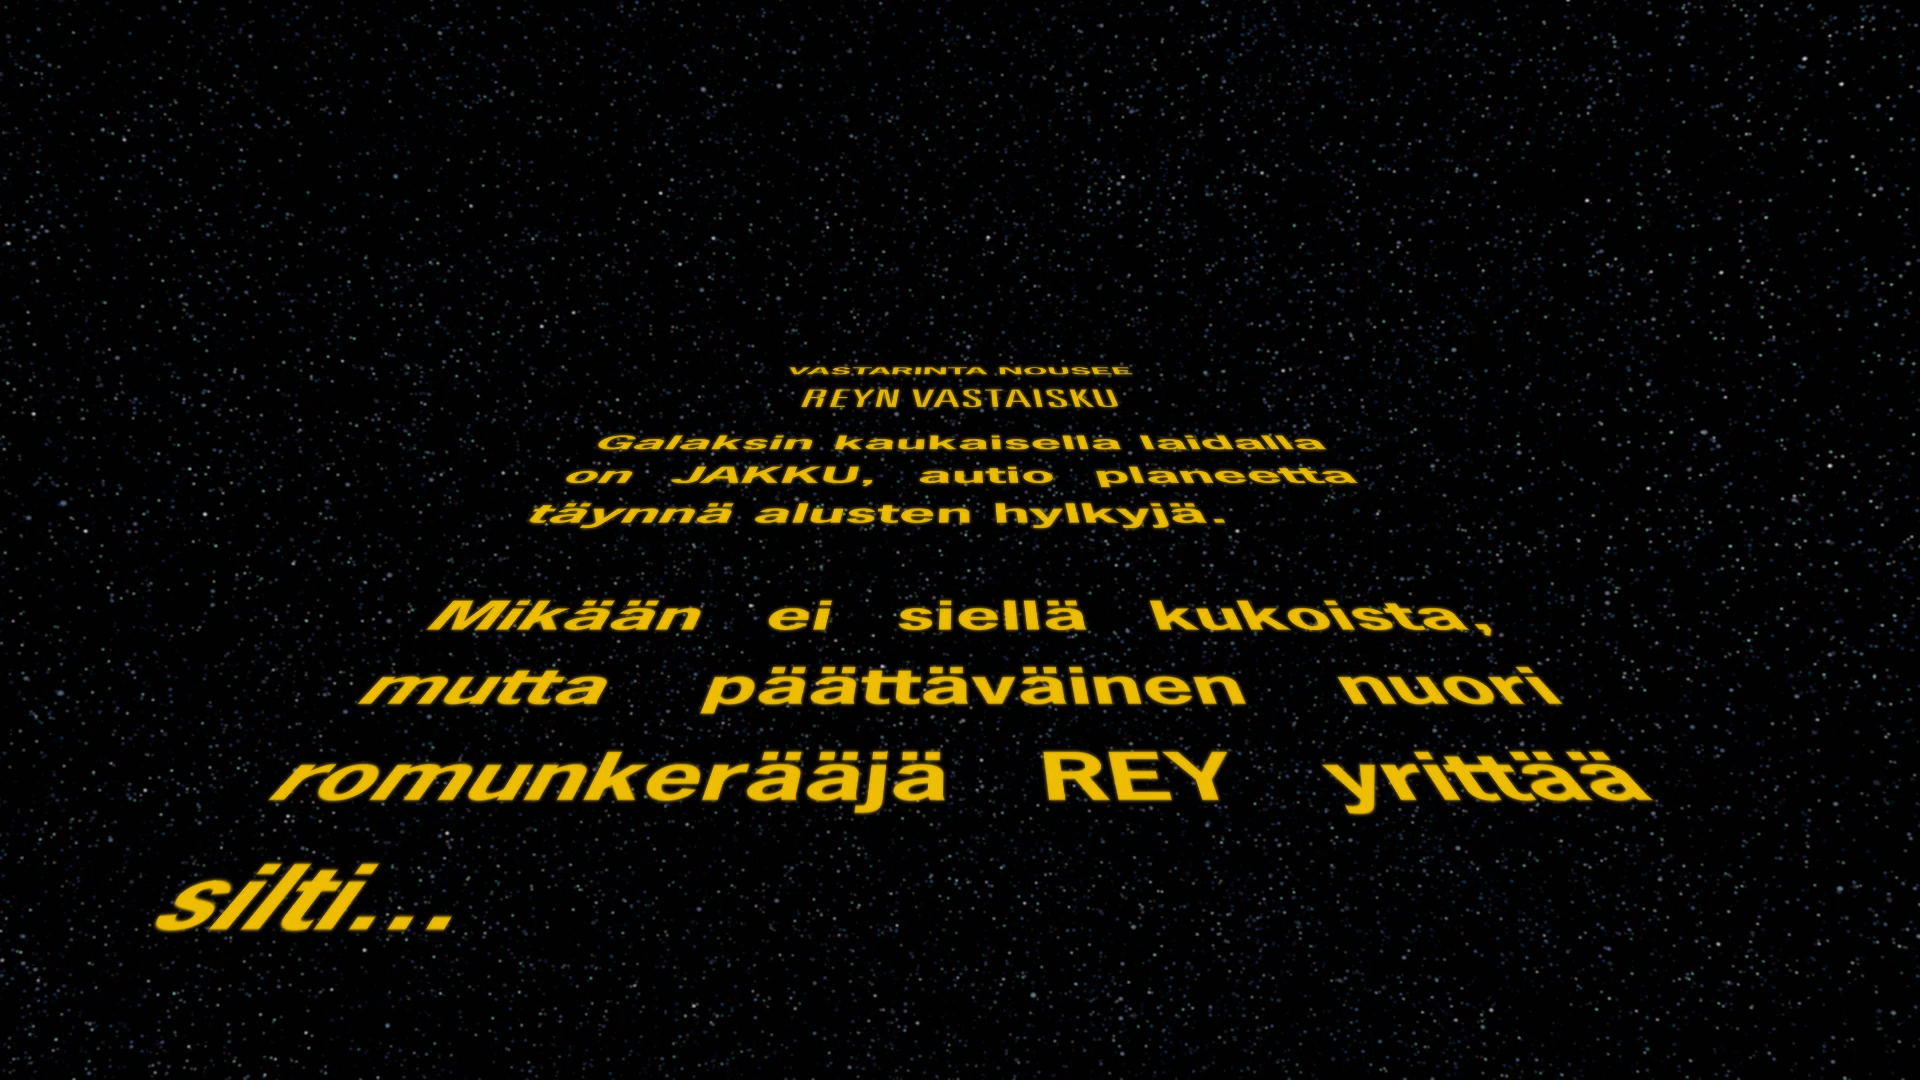 VASTARINTA NOUSEE
REYN VASTAISKU
Galaksin kaukaisella laidalla
on JAKKU, autio planeetta
täynnä alusten hylkyjä.
Mikään ei siellä kukoista,
mutta päättäväinen nuori
romunkerääjä REY yrittää
silti...